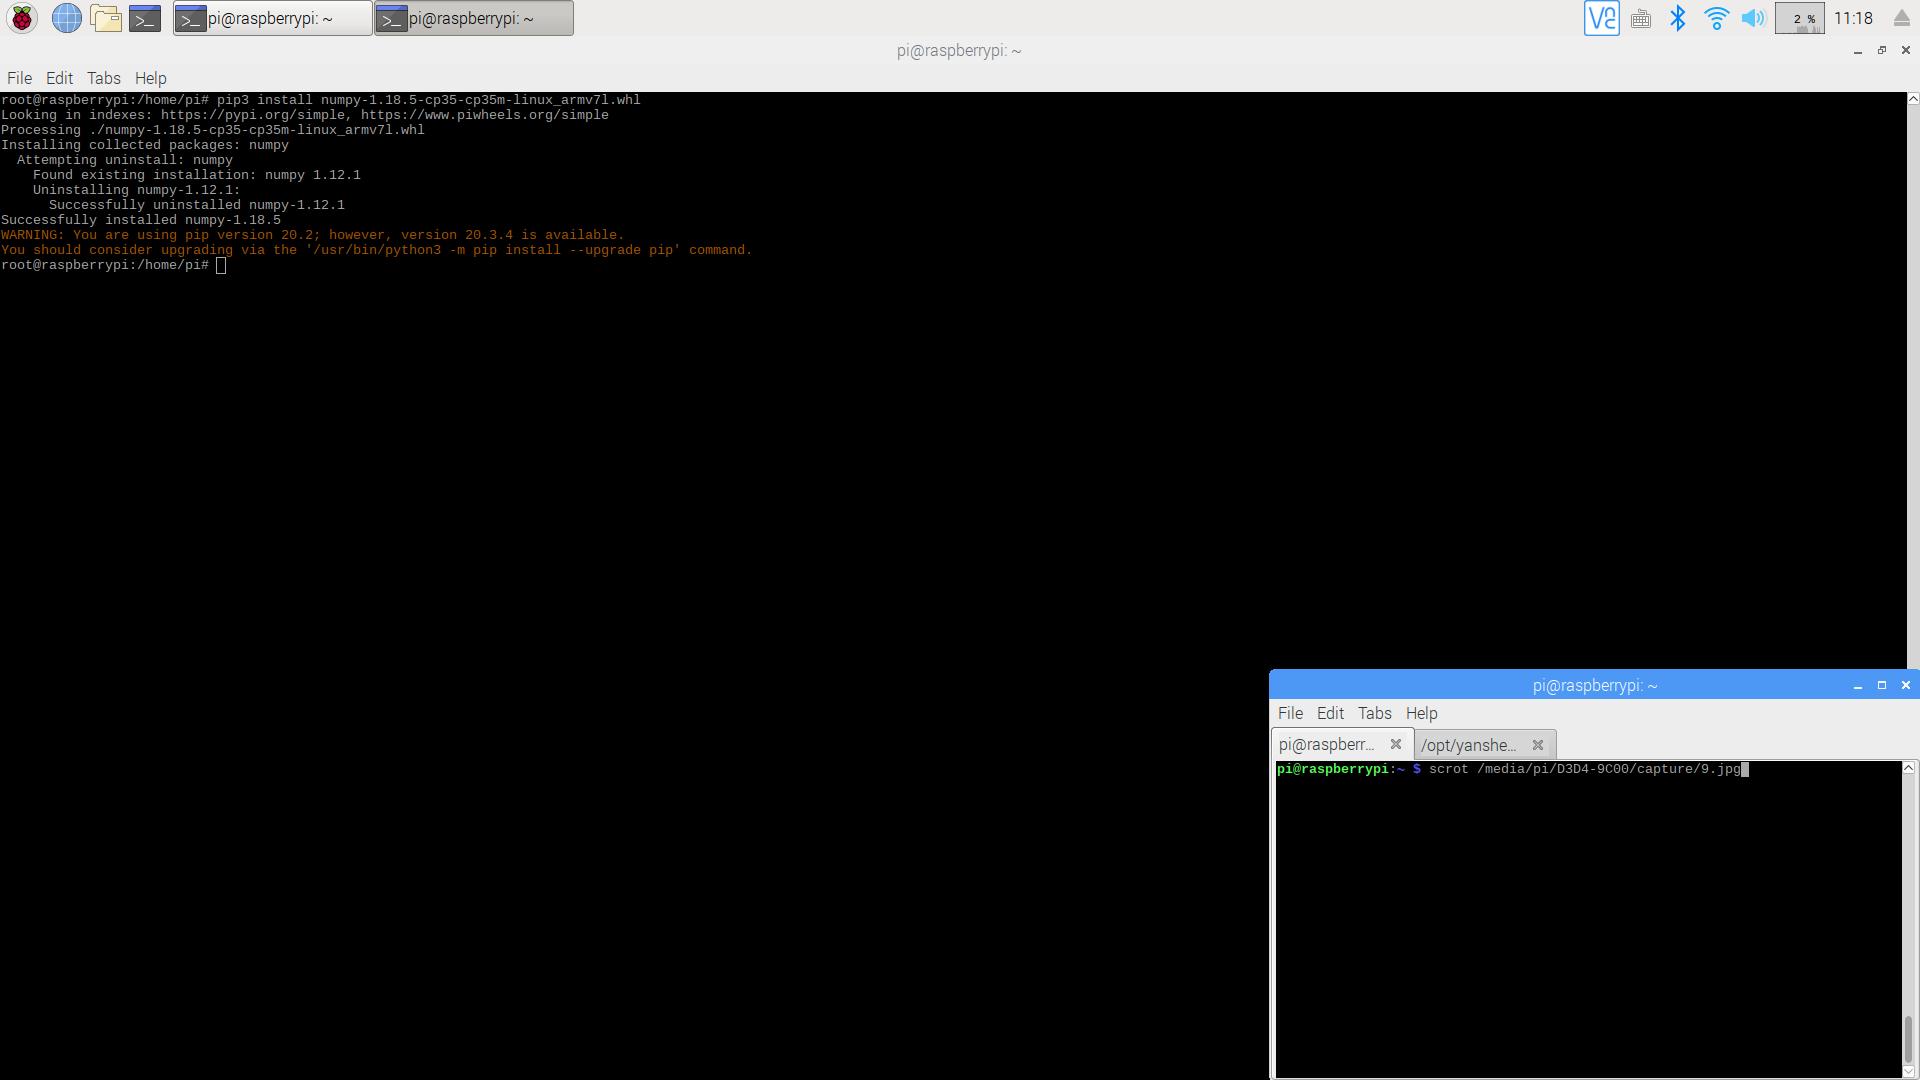 pi@raspberrypi: ~
pi@raspberrypi: ~
2 %
11:18
pi@raspberrypi: ~
File Edit Tabs Help
root@raspberrypi:/home/pi# pip3 install numpy-1.18.5-cp35-cp35m-linux_armv7l.whl
Looking in indexes: https://pypi.org/simple, https://www.piwheels.org/simple
Processing ./numpy-1.18.5-cp35-cp35m-linux_armv7l.whl
Installing collected packages: numpy
  Attempting uninstall: numpy
    Found existing installation: numpy 1.12.1
    Uninstalling numpy-1.12.1:
      Successfully uninstalled numpy-1.12.1
Successfully installed numpy-1.18.5
WARNING: You are using pip version 20.2; however, version 20.3.4 is available.
You should consider upgrading via the '/usr/bin/python3 -m pip install --upgrade pip' command.
root@raspberrypi:/home/pi#
pi@raspberrypi: ~
File Edit Tabs Help
pi@raspberr...
/opt/yanshe...
pi@raspberrypi:~ $ scrot /media/pi/D3D4-9C00/capture/9.jpg